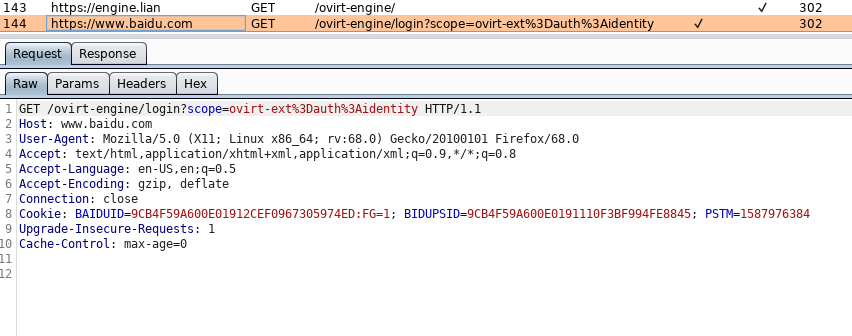 143 https://engine.lian GET /ovirt-engine/ ✓ 302
144 https://www.baidu.com GET /ovirt-engine/login?scope=ovirt-ext%3Dauth%3Aidentity ✓ 302
Request Response
Raw Params Headers Hex
1 GET /ovirt-engine/login?scope=ovirt-ext%3Dauth%3Aidentity HTTP/1.1
2 Host: www.baidu.com
3 User-Agent: Mozilla/5.0 (X11; Linux x86_64; rv:68.0) Gecko/20100101 Firefox/68.0
4 Accept: text/html,application/xhtml+xml,application/xml;q=0.9,*/*;q=0.8
5 Accept-Language: en-US,en;q=0.5
6 Accept-Encoding: gzip, deflate
7 Connection: close
8 Cookie: BAIDUID=9CB4F59A600E01912CEF0967305974ED:FG=1; BIDUPSID=9CB4F59A600E0191110F3BF994FE8845; PSTM=1587976384
9 Upgrade-Insecure-Requests: 1
10 Cache-Control: max-age=0
11
12